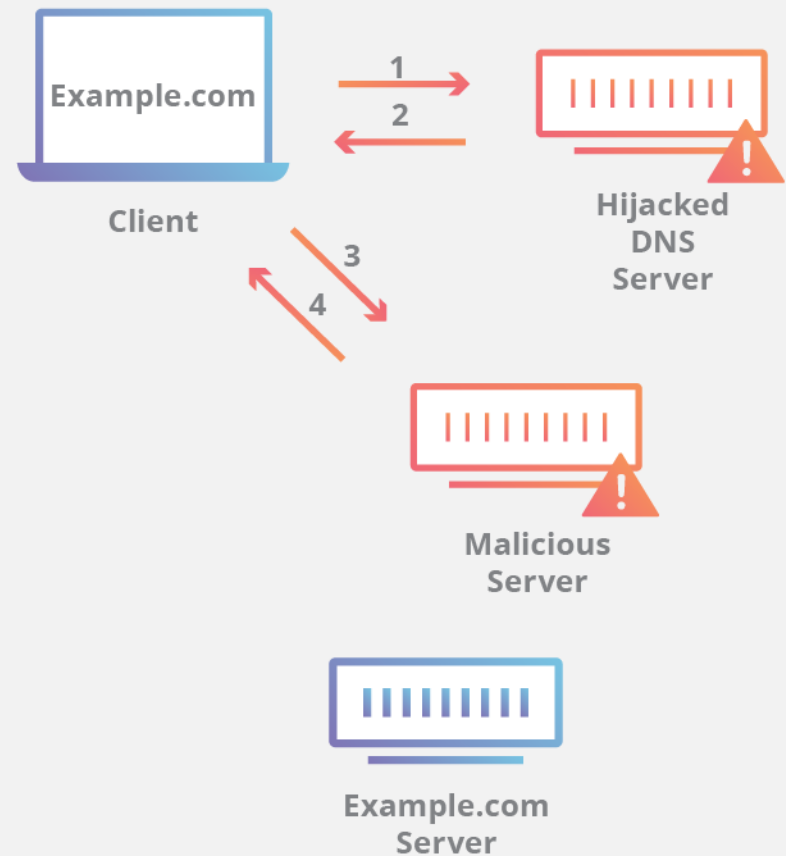 Example.com
1
2
Client
Hijacked
DNS
Server
3
4
Malicious
Server
Example.com
Server